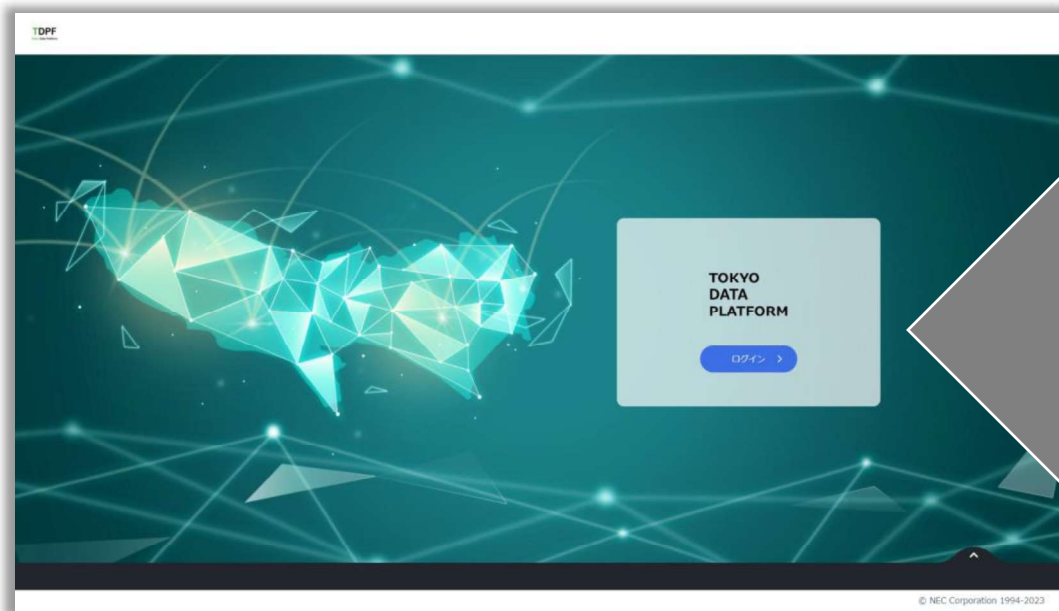 TDPF
TOKYO
DATA
PLATFORM
ログイン
© NEC Corporation 1994-2023